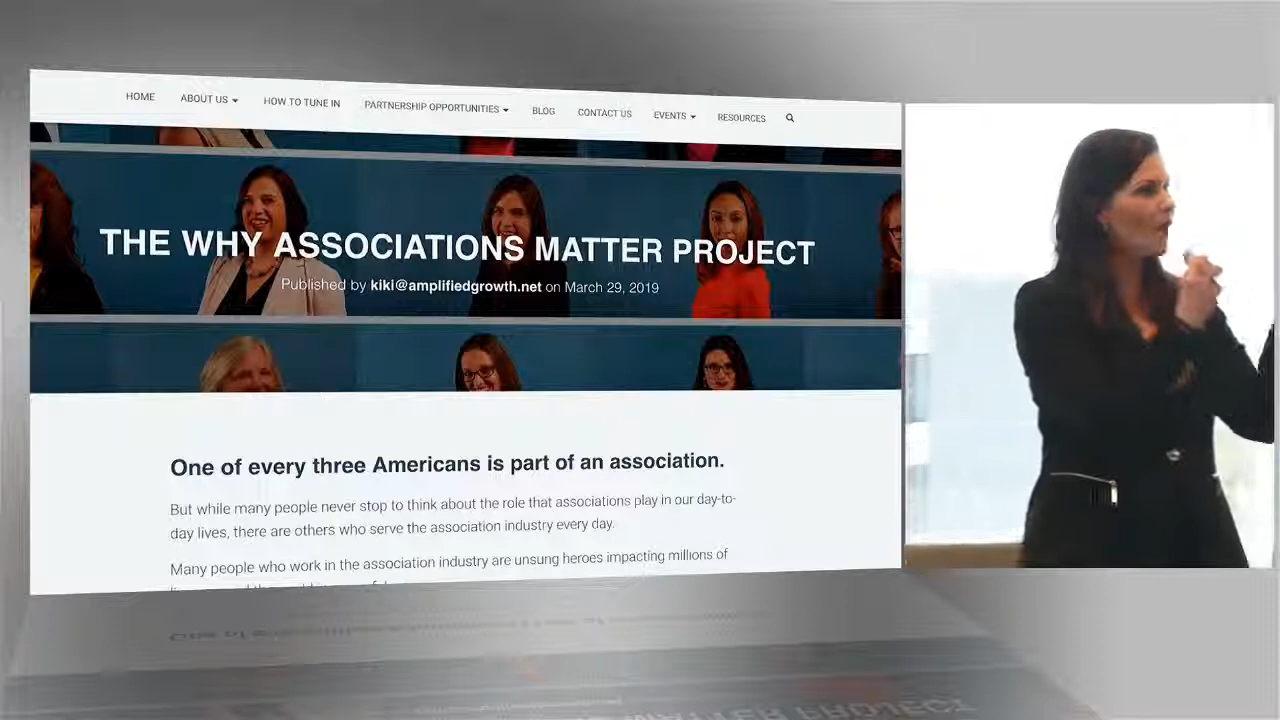 HOME ABOUT US HOW TO TUNE IN PARTNERSHIP OPPORTUNITIES BLOG CONTACT US EVENTS RESOURCES
THE WHY ASSOCIATIONS MATTER PROJECT
Published by kiki@amplifiedgrowth.net on March 29, 2019
One of every three Americans is part of an association.
But while many people never stop to think about the role that associations play in our day-to-
day lives, there are others who serve the association industry every day.
Many people who work in the association industry are unsung heroes impacting millions of